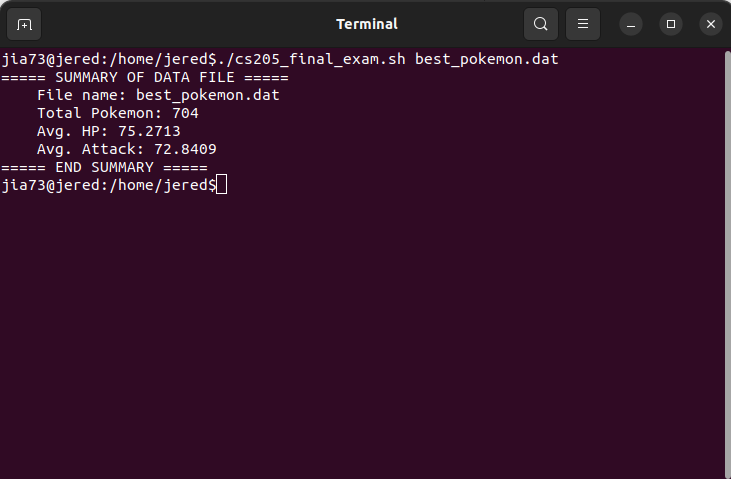 Terminal
jia73@jered:/home/jered$./cs205_final_exam.sh best_pokemon.dat
===== SUMMARY OF DATA FILE =====
    File name: best_pokemon.dat
    Total Pokemon: 704
    Avg. HP: 75.2713
    Avg. Attack: 72.8409
===== END SUMMARY =====
jia73@jered:/home/jered$